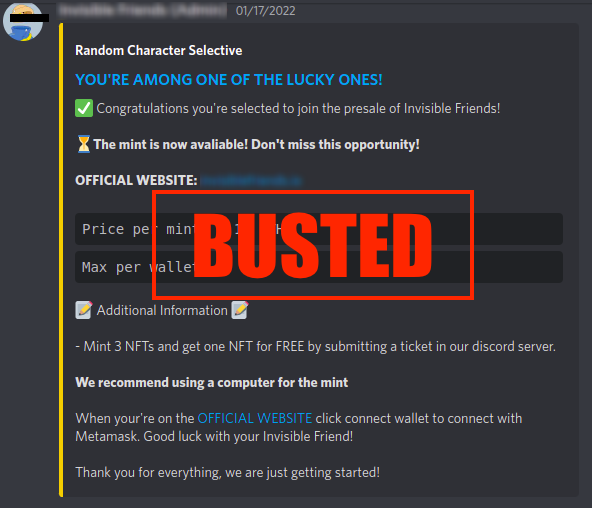 Invisible Friends (Admin) 01/17/2022
Random Character Selective
YOU'RE AMONG ONE OF THE LUCKY ONES!
Congratulations you're selected to join the presale of Invisible Friends!
The mint is now avaliable! Don't miss this opportunity!
OFFICIAL WEBSITE:
Price per mint
BUSTED
Max per wallet
Additional Information
- Mint 3 NFTs and get one NFT for FREE by submitting a ticket in our discord server.
We recommend using a computer for the mint
When your're on the OFFICIAL WEBSITE click connect wallet to connect with
Metamask. Good luck with your Invisible Friend!
Thank you for everything, we are just getting started!